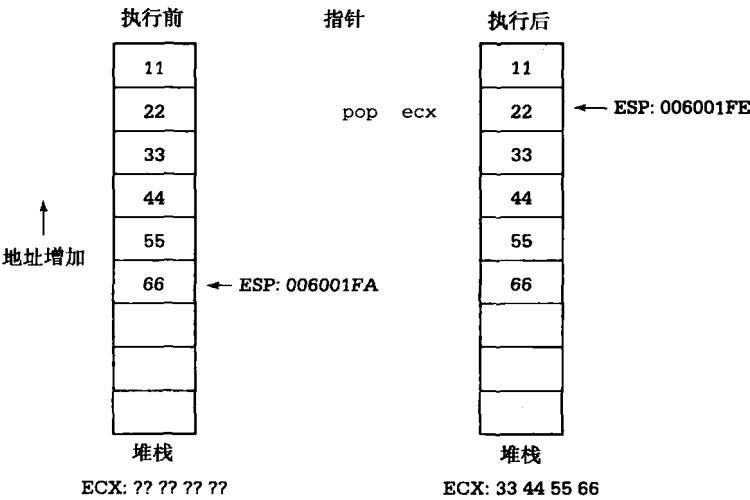 执行前 指针 执行后
11 11
22 pop ecx 22 ESP: 006001FE
33 33
44 44
地址增加 55 55
66 ESP: 006001FA 66
堆栈 堆栈
ECX: ?? ?? ?? ?? ECX: 33 44 55 66